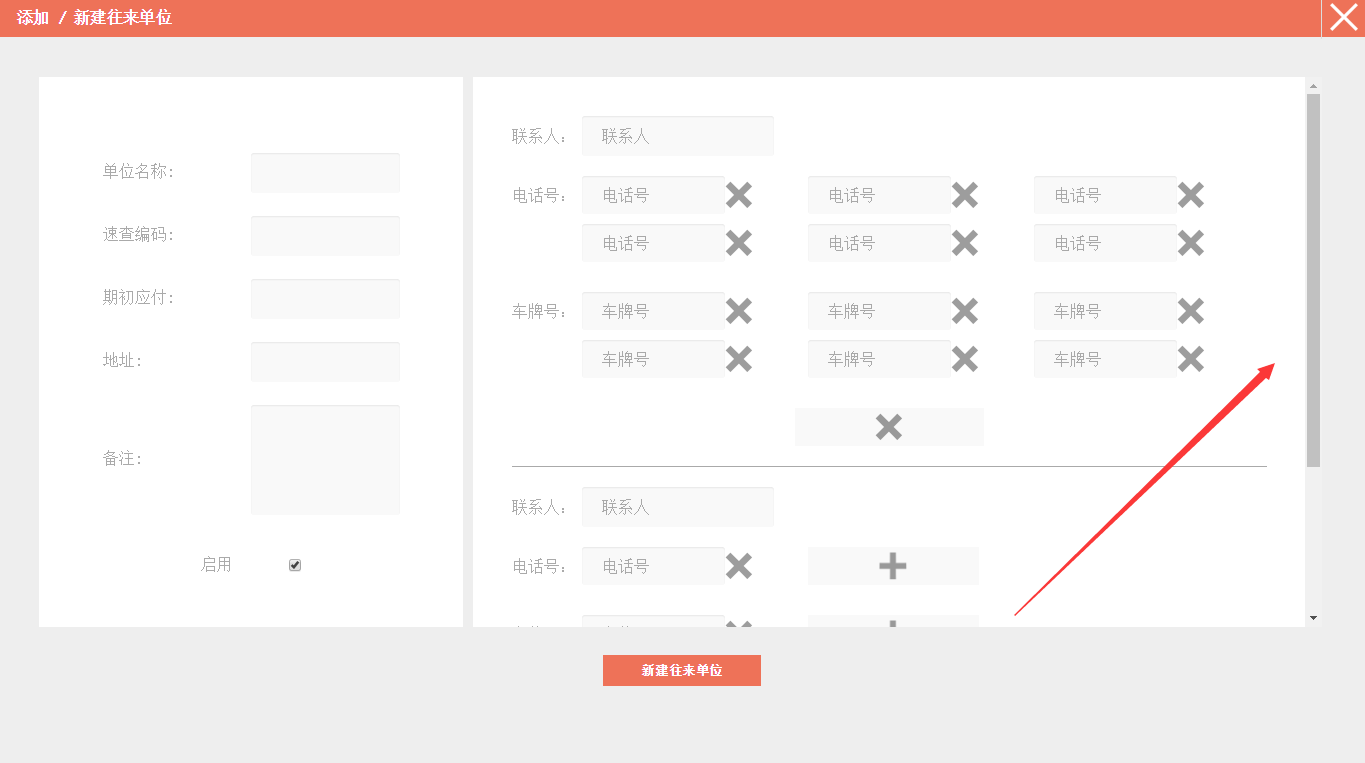 添加 / 新建往来单位
单位名称:
速查编码:
期初应付:
地址:
备注:
启用
联系人: 联系人
电话号: 电话号 电话号 电话号
电话号 电话号 电话号
车牌号: 车牌号 车牌号 车牌号
车牌号 车牌号 车牌号
联系人: 联系人
电话号: 电话号
新建往来单位